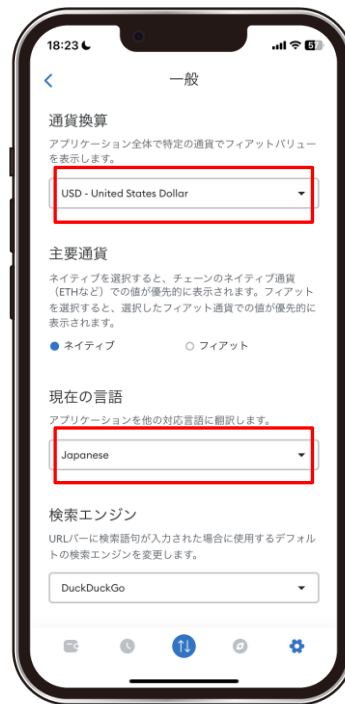 18:23
57
一般
通貨換算
アプリケーション全体で特定の通貨でフィアットバリュー
を表示します。
USD - United States Dollar
主要通貨
ネイティブを選択すると、チェーンのネイティブ通貨
（ETHなど）での値が優先的に表示されます。フィアット
を選択すると、選択したフィアット通貨での値が優先的に
表示されます。
ネイティブ
フィアット
現在の言語
アプリケーションを他の対応言語に翻訳します。
Japanese
検索エンジン
URLバーに検索語句が入力された場合に使用するデフォル
トの検索エンジンを変更します。
DuckDuckGo